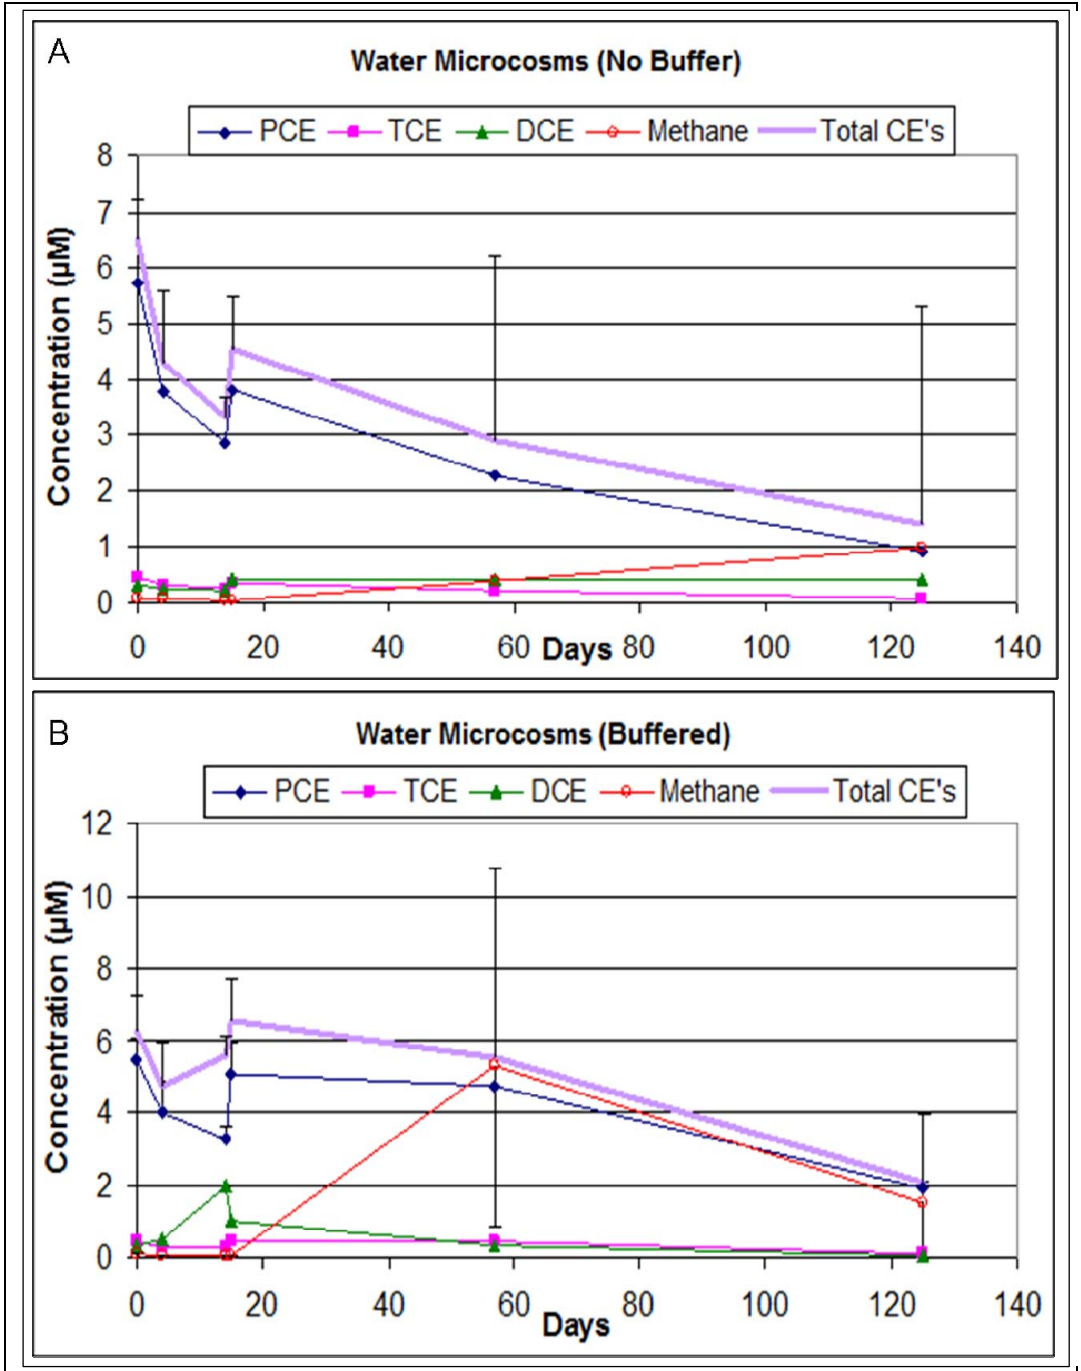 A
Water Microcosms (No Buffer)
PCE TCE DCE Methane Total CE's
8
7
6
5
4
3
2
1
0
Concentration (µM)
0 20 40 60 80 100 120 140
Days
B
Water Microcosms (Buffered)
PCE TCE DCE Methane Total CE's
12
10
8
6
4
2
0
Concentration (µM)
0 20 40 60 80 100 120 140
Days